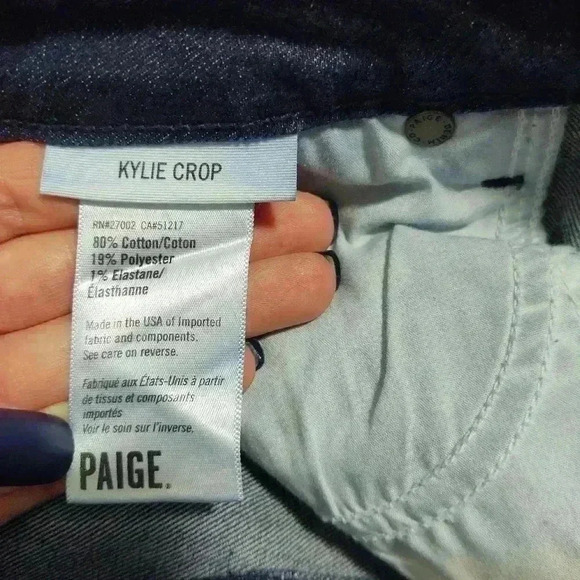 KYLIE CROP
RN#27002 CA#51217
80% Cotton/Coton
19% Polyester
1% Elastane/
Élasthanne
Made in the USA of Imported
fabric and components.
See care on reverse.
Fabriqué aux États-Unis à partir
de tissus et composants
importés
Voir le soin sur l'inverse.
PAIGE.
PAIGE